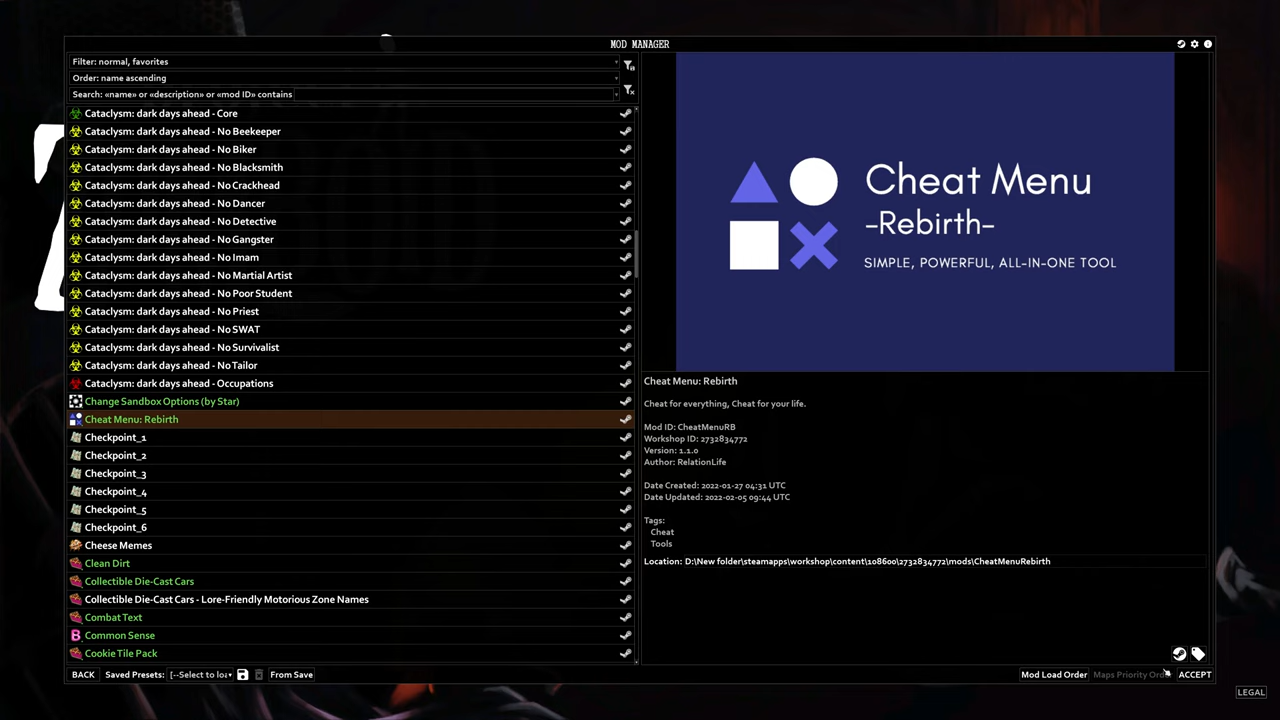 MOD MANAGER
Filter: normal, favorites
Order: name ascending
Search: «name» or «description» or «mod ID» contains
Cataclysm: dark days ahead - Core
Cataclysm: dark days ahead - No Beekeeper
Cataclysm: dark days ahead - No Biker
Cataclysm: dark days ahead - No Blacksmith
Cataclysm: dark days ahead - No Crackhead
Cataclysm: dark days ahead - No Dancer
Cataclysm: dark days ahead - No Detective
Cataclysm: dark days ahead - No Gangster
Cataclysm: dark days ahead - No Imam
Cataclysm: dark days ahead - No Martial Artist
Cataclysm: dark days ahead - No Poor Student
Cataclysm: dark days ahead - No Priest
Cataclysm: dark days ahead - No SWAT
Cataclysm: dark days ahead - No Survivalist
Cataclysm: dark days ahead - No Tailor
Cataclysm: dark days ahead - Occupations
Change Sandbox Options (by Star)
Cheat Menu: Rebirth
Checkpoint_1
Checkpoint_2
Checkpoint_3
Checkpoint_4
Checkpoint_5
Checkpoint_6
Cheese Memes
Clean Dirt
Collectible Die-Cast Cars
Collectible Die-Cast Cars - Lore-Friendly Motorious Zone Names
Combat Text
Common Sense
Cookie Tile Pack
Cheat Menu
-Rebirth-
SIMPLE, POWERFUL, ALL-IN-ONE TOOL
Cheat Menu: Rebirth
Cheat for everything, Cheat for your life.
Mod ID: CheatMenuRB
Workshop ID: 2732834772
Version: 1.1.0
Author: RelationLife
Date Created: 2022-01-27 04:31 UTC
Date Updated: 2022-02-05 09:44 UTC
Tags:
Cheat
Tools
Location: D:\New folder\steamapps\workshop\content\108600\2732834772\mods\CheatMenuRebirth
BACK Saved Presets: [--Select to loa From Save Mod Load Order Maps Priority Ord ACCEPT
LEGAL